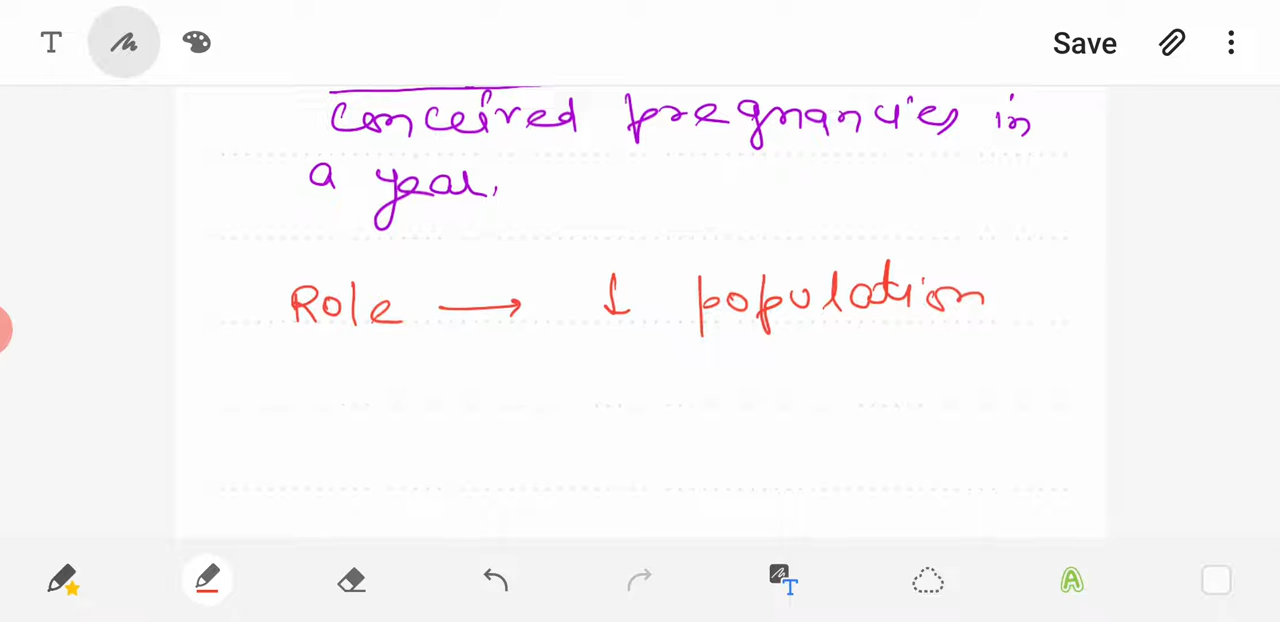 T Save
conceived pregnancies in
a year.
Role → ↓ population
T
A